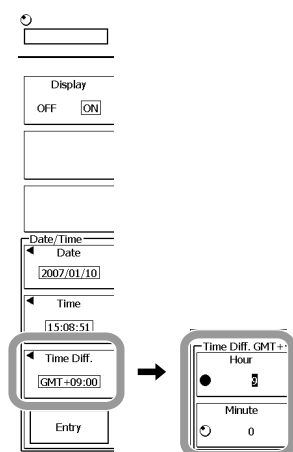 Display
OFF ON
Date/Time
Date
2007/01/10
Time
15:08:51
Time Diff.
GMT+09:00
Entry
Time Diff. GMT+
Hour
9
Minute
0